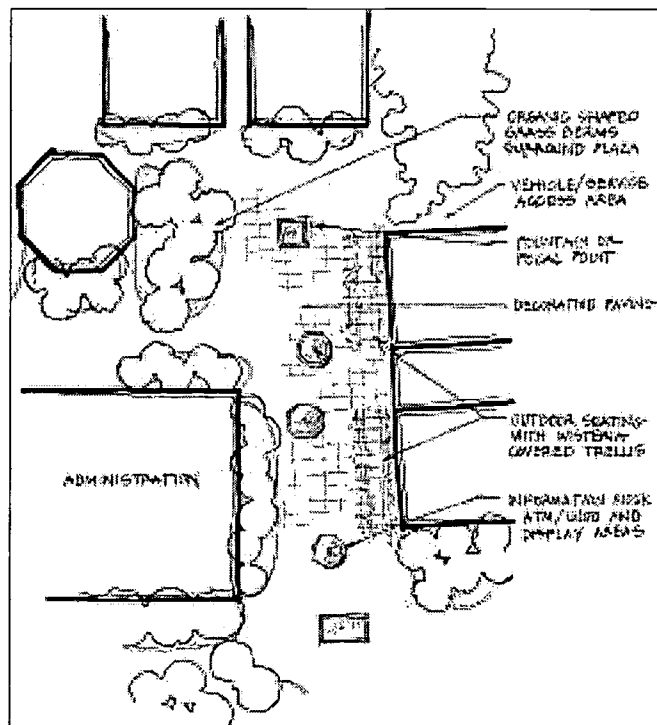 ORGANIC SHAPED
GRASS BERMS
SURROUND PLAZA
VEHICLE/SERVICE
ACCESS AREA
FOUNTAIN OR
FOCAL POINT
DECORATIVE PAVING
OUTDOOR SEATING
WITH WISTERIA-
COVERED TRELLIS
ADMINISTRATION
INFORMATION KIOSK
AND
DISPLAY AREAS